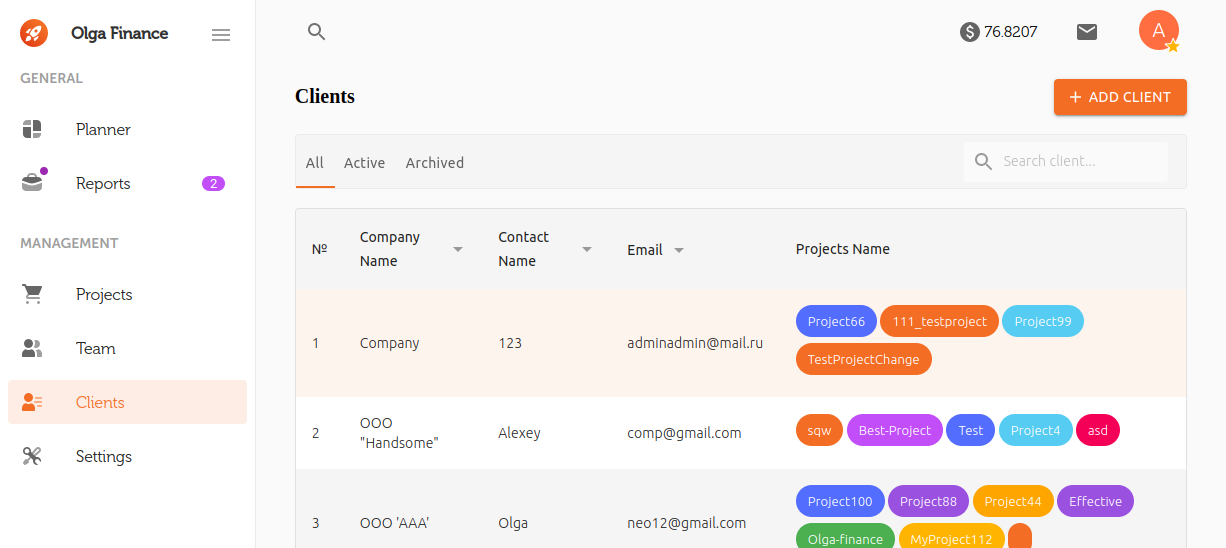 Olga Finance
76.8207
A
GENERAL
Clients
+ ADD CLIENT
Planner
All Active Archived
Search client...
Reports 2
MANAGEMENT
№ Company Name Contact Name Email Projects Name
Projects
Project66 111_testproject Project99
1 Company 123 adminadmin@mail.ru
Team
TestProjectChange
Clients
2 OOO "Handsome" Alexey comp@gmail.com
sqw Best-Project Test Project4 asd
Settings
Project100 Project88 Project44 Effective
3 OOO 'AAA' Olga neo12@gmail.com
Olga-finance MyProject112